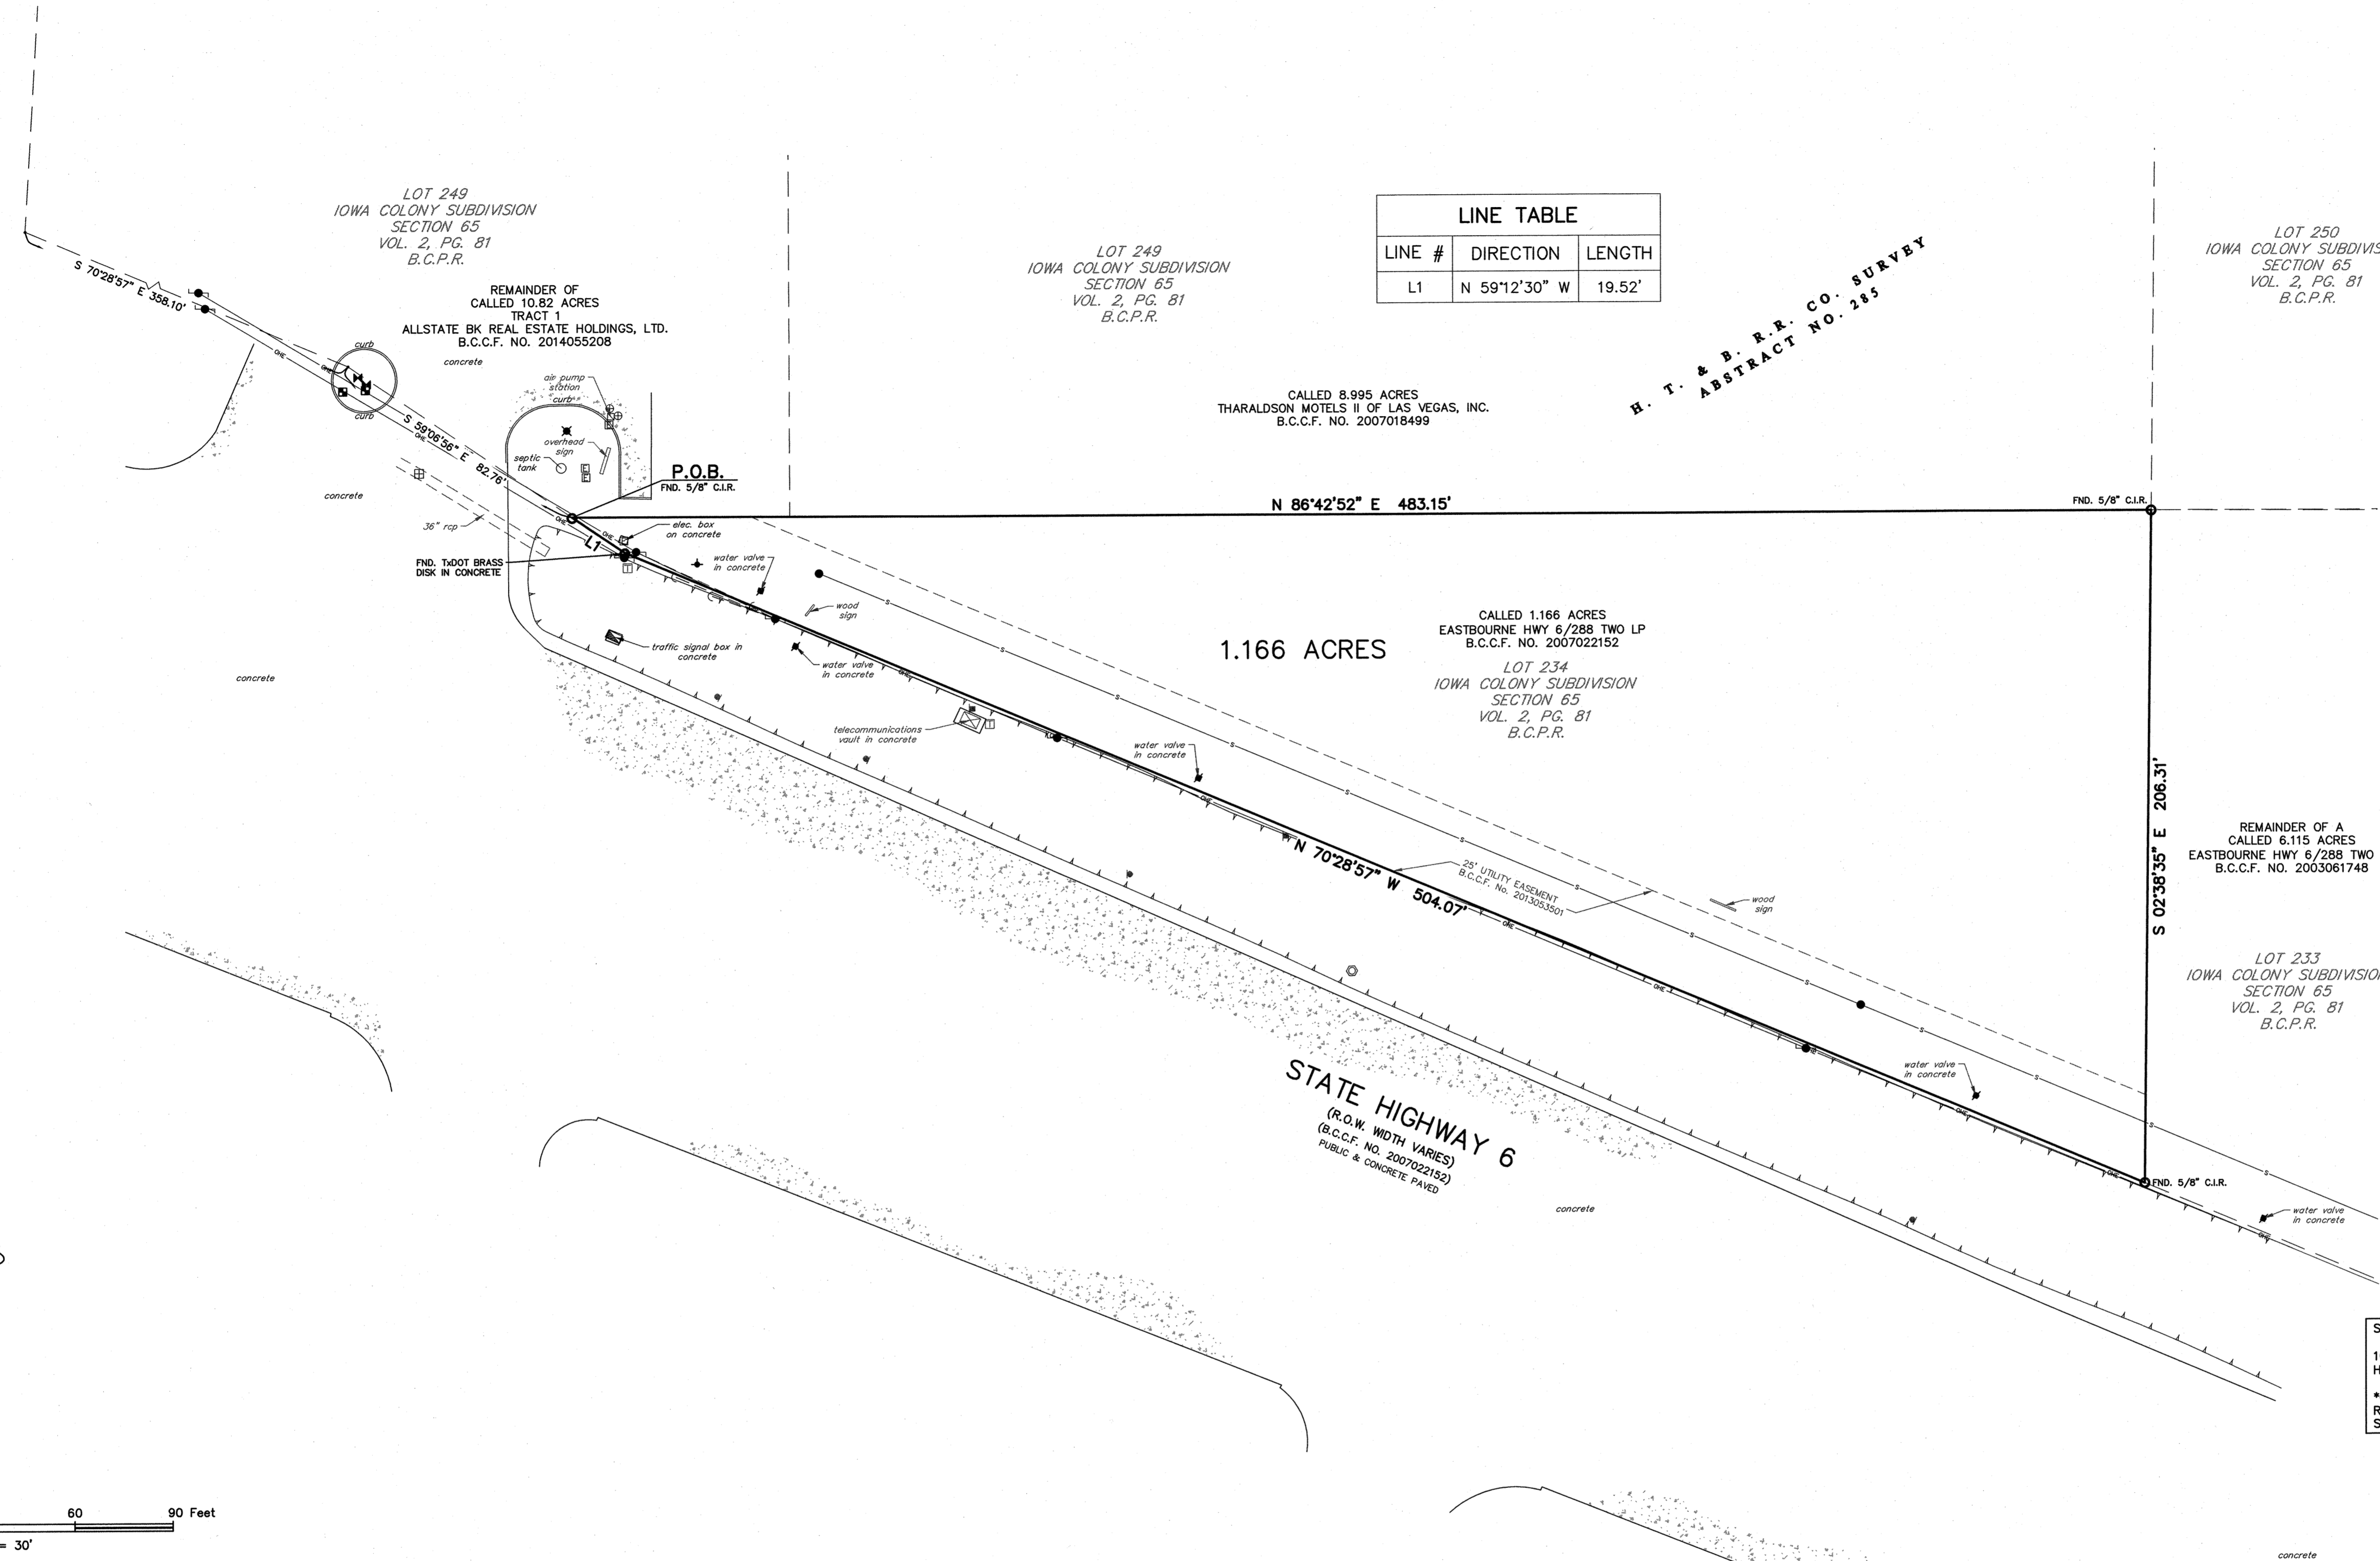 LOT 249
IOWA COLONY SUBDIVISION
SECTION 65
VOL. 2, PG. 81
B.C.P.R.
S 70°28'57" E 358.10'
REMAINDER OF
CALLED 10.82 ACRES
TRACT 1
ALLSTATE BK REAL ESTATE HOLDINGS, LTD.
B.C.C.F. NO. 2014055208
concrete
curb
curb
OHE
OHE
S 59°06'56" E 82.76'
air pump
station
curb
overhead
sign
septic
tank
E
E
concrete
36" rcp
P.O.B.
FND. 5/8" C.I.R.
OHE
OHE
L1
elec. box
on concrete
FND. TxDOT BRASS
DISK IN CONCRETE
T
LOT 249
IOWA COLONY SUBDIVISION
SECTION 65
VOL. 2, PG. 81
B.C.P.R.
LINE TABLE
LINE # DIRECTION LENGTH
L1 N 59°12'30" W 19.52'
H. T. & B. R.R. CO. SURVEY
ABSTRACT NO. 285
LOT 250
IOWA COLONY SUBDIVIS
SECTION 65
VOL. 2, PG. 81
B.C.P.R.
CALLED 8.995 ACRES
THARALDSON MOTELS II OF LAS VEGAS, INC.
B.C.C.F. NO. 2007018499
N 86°42'52" E 483.15'
FND. 5/8" C.I.R.
water valve
in concrete
wood
sign
water valve
in concrete
traffic signal box in
concrete
concrete
telecommunications
vault in concrete
T
water valve
in concrete
1.166 ACRES
CALLED 1.166 ACRES
EASTBOURNE HWY 6/288 TWO LP
B.C.C.F. NO. 2007022152
LOT 234
IOWA COLONY SUBDIVISION
SECTION 65
VOL. 2, PG. 81
B.C.P.R.
S 02°38'35" E 206.31'
REMAINDER OF A
CALLED 6.115 ACRES
EASTBOURNE HWY 6/288 TWO
B.C.C.F. NO. 2003061748
N 70°28'57" W 504.07'
25' UTILITY EASEMENT
B.C.C.F. No. 2013053501
wood
sign
LOT 233
IOWA COLONY SUBDIVISION
SECTION 65
VOL. 2, PG. 81
B.C.P.R.
water valve
in concrete
STATE HIGHWAY 6
(R.O.W. WIDTH VARIES)
(B.C.C.F. NO. 2007022152)
PUBLIC & CONCRETE PAVED
FND. 5/8" C.I.R.
water valve
in concrete
concrete
60 90 Feet
= 30'
concrete